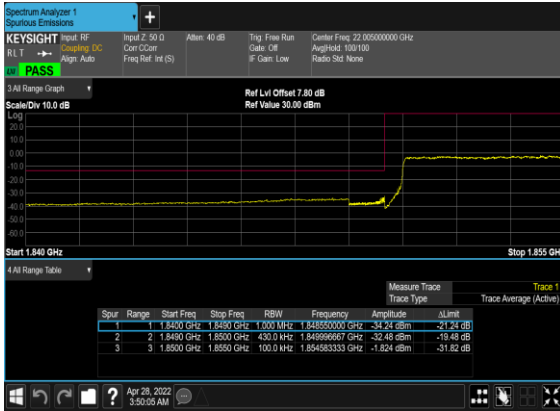 Spectrum Analyzer 1
Spurious Emissions
KEYSIGHT Input: RF Input Z: 50 Ω Atten: 40 dB Trig: Free Run Center Freq: 22.005000000 GHz
RLT Coupling: DC Corr CCorr Gate: Off Avg|Hold: 100/100
Align: Auto Freq Ref: Int (S) IF Gain: Low Radio Std: None
PASS
3 All Range Graph
Ref Lvl Offset 7.80 dB
Scale/Div 10.0 dB Ref Value 30.00 dBm
Log
20.0
10.0
0.00
-10.0
-20.0
-30.0
-40.0
-50.0
-60.0
Start 1.840 GHz Stop 1.855 GH
4 All Range Table
Measure Trace Trace 1
Trace Type Trace Average (Active)
Spur Range Start Freq Stop Freq RBW Frequency Amplitude ΔLimit
1 1 1.8400 GHz 1.8490 GHz 1.000 MHz 1.848550000 GHz -34.24 dBm -21.24 dB
2 2 1.8490 GHz 1.8500 GHz 430.0 kHz 1.849996667 GHz -32.48 dBm -19.48 dB
3 3 1.8500 GHz 1.8550 GHz 100.0 kHz 1.854583333 GHz -1.824 dBm -31.82 dB
Apr 28, 2022
3:50:05 AM